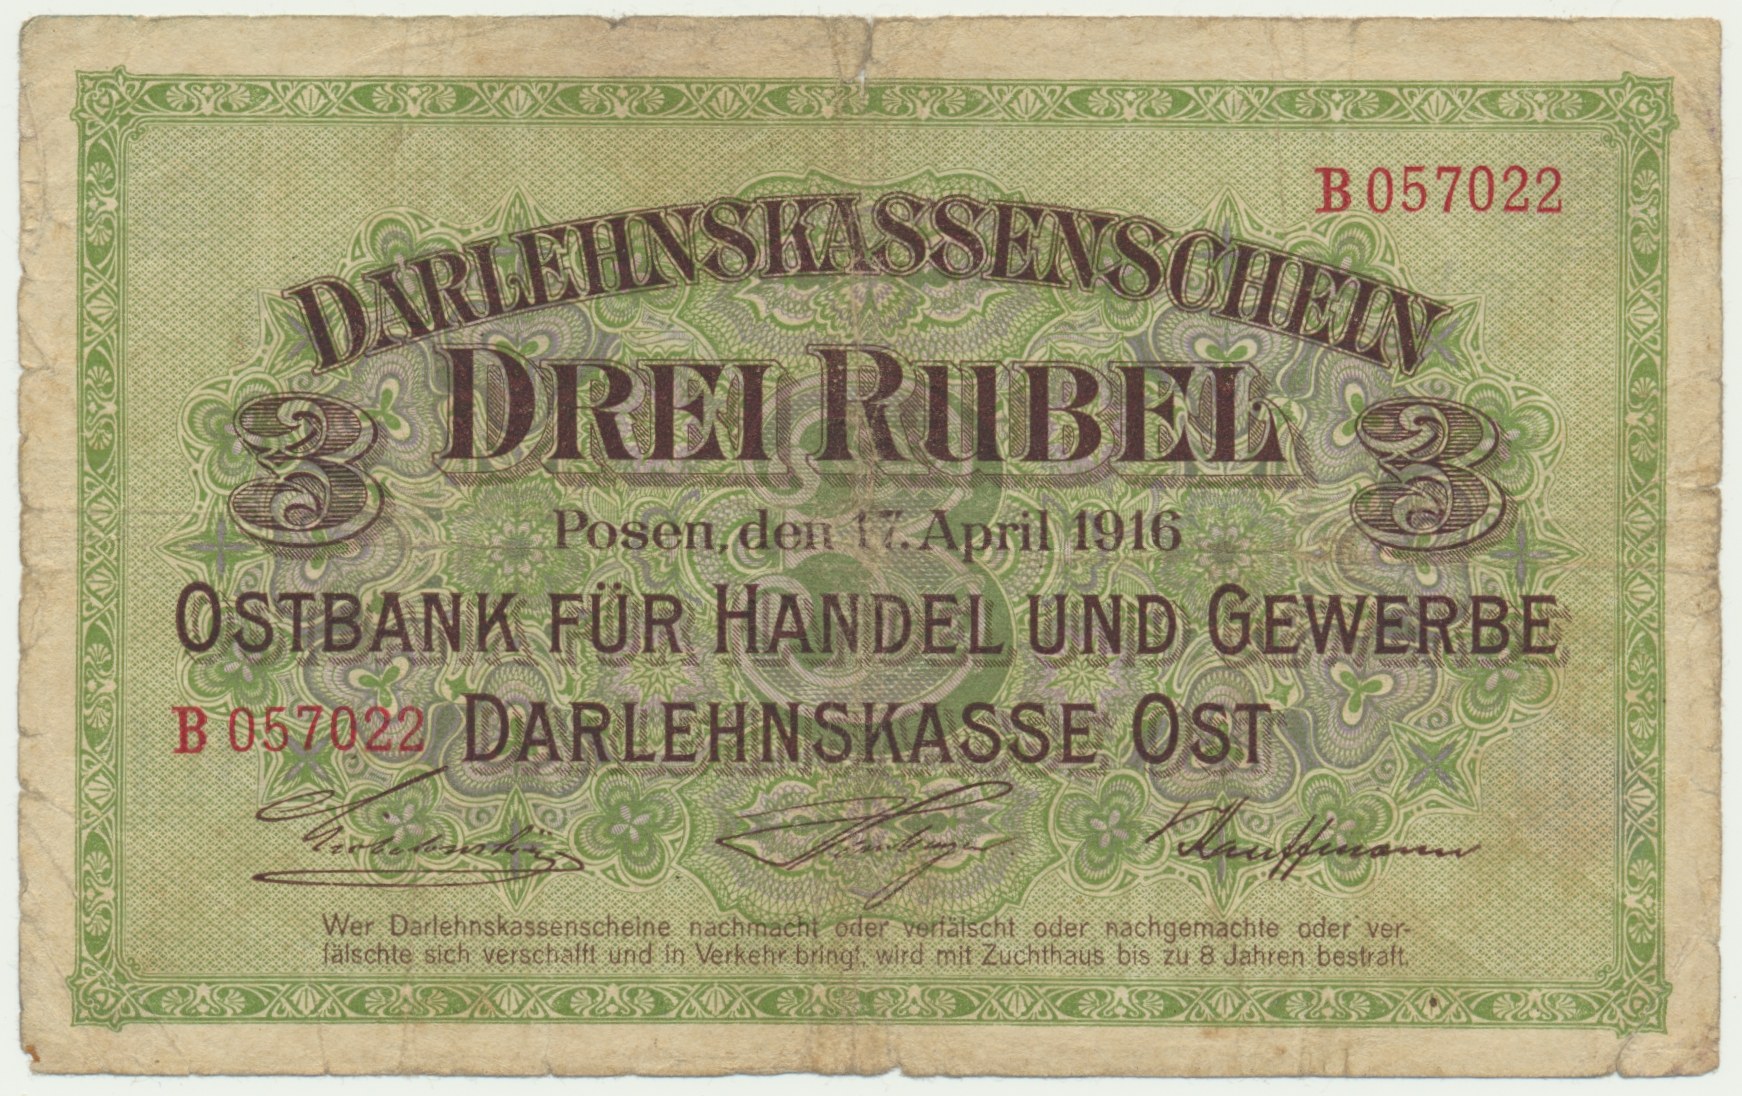 B 057022
DARLEHNSKASSENSCHEIN
DREI RUBEL
3 3
Posen, den 17. April 1916
OSTBANK FÜR HANDEL UND GEWERBE
B 057022 DARLEHNSKASSE OST
Kauffmann
Wer Darlehnskassenscheine nachmacht oder verfälscht oder nachgemachte oder ver-
fälschte sich verschafft und in Verkehr bringt, wird mit Zuchthaus bis zu 8 Jahren bestraft.